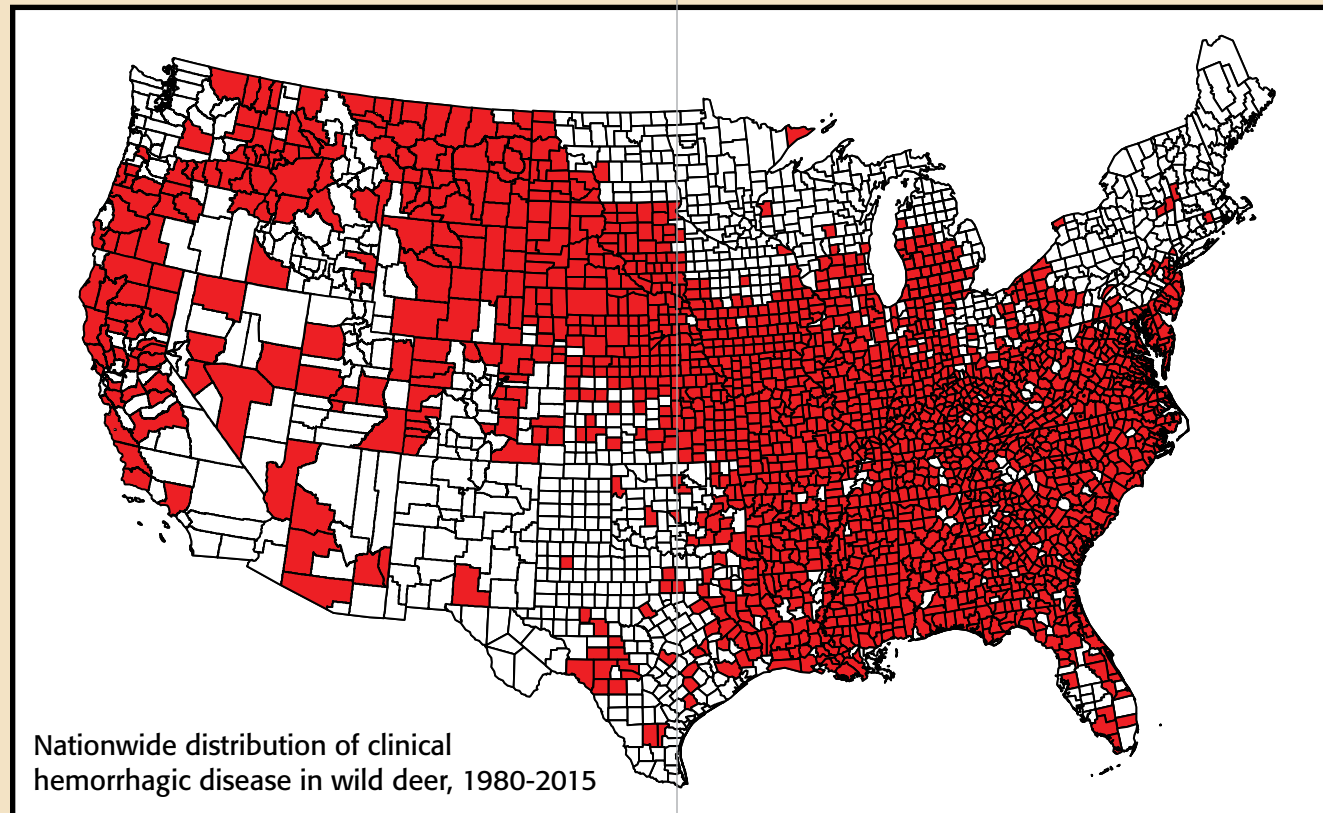 Nationwide distribution of clinical
hemorrhagic disease in wild deer, 1980-2015